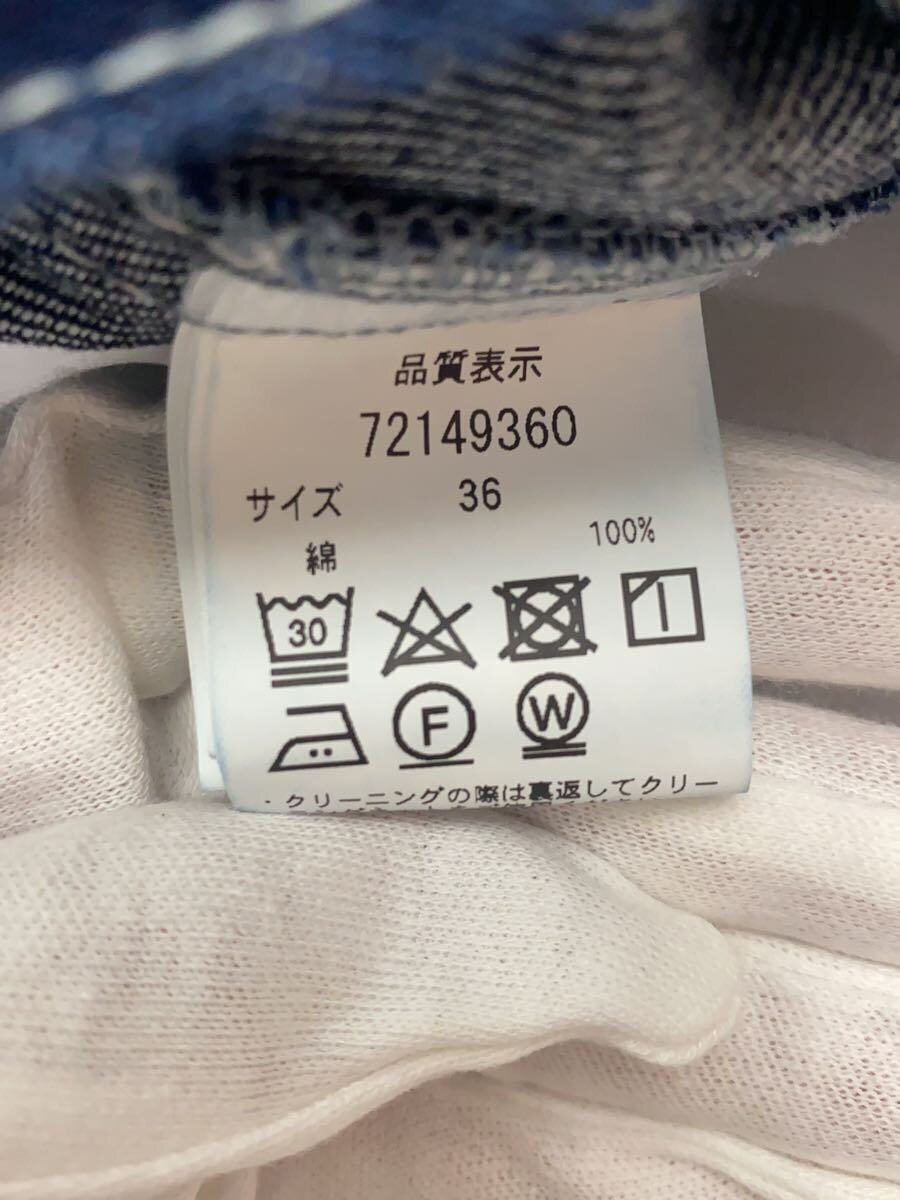 品質表示
72149360
サイズ 36
綿 100%
30
F W
・クリーニングの際は裏返してクリー